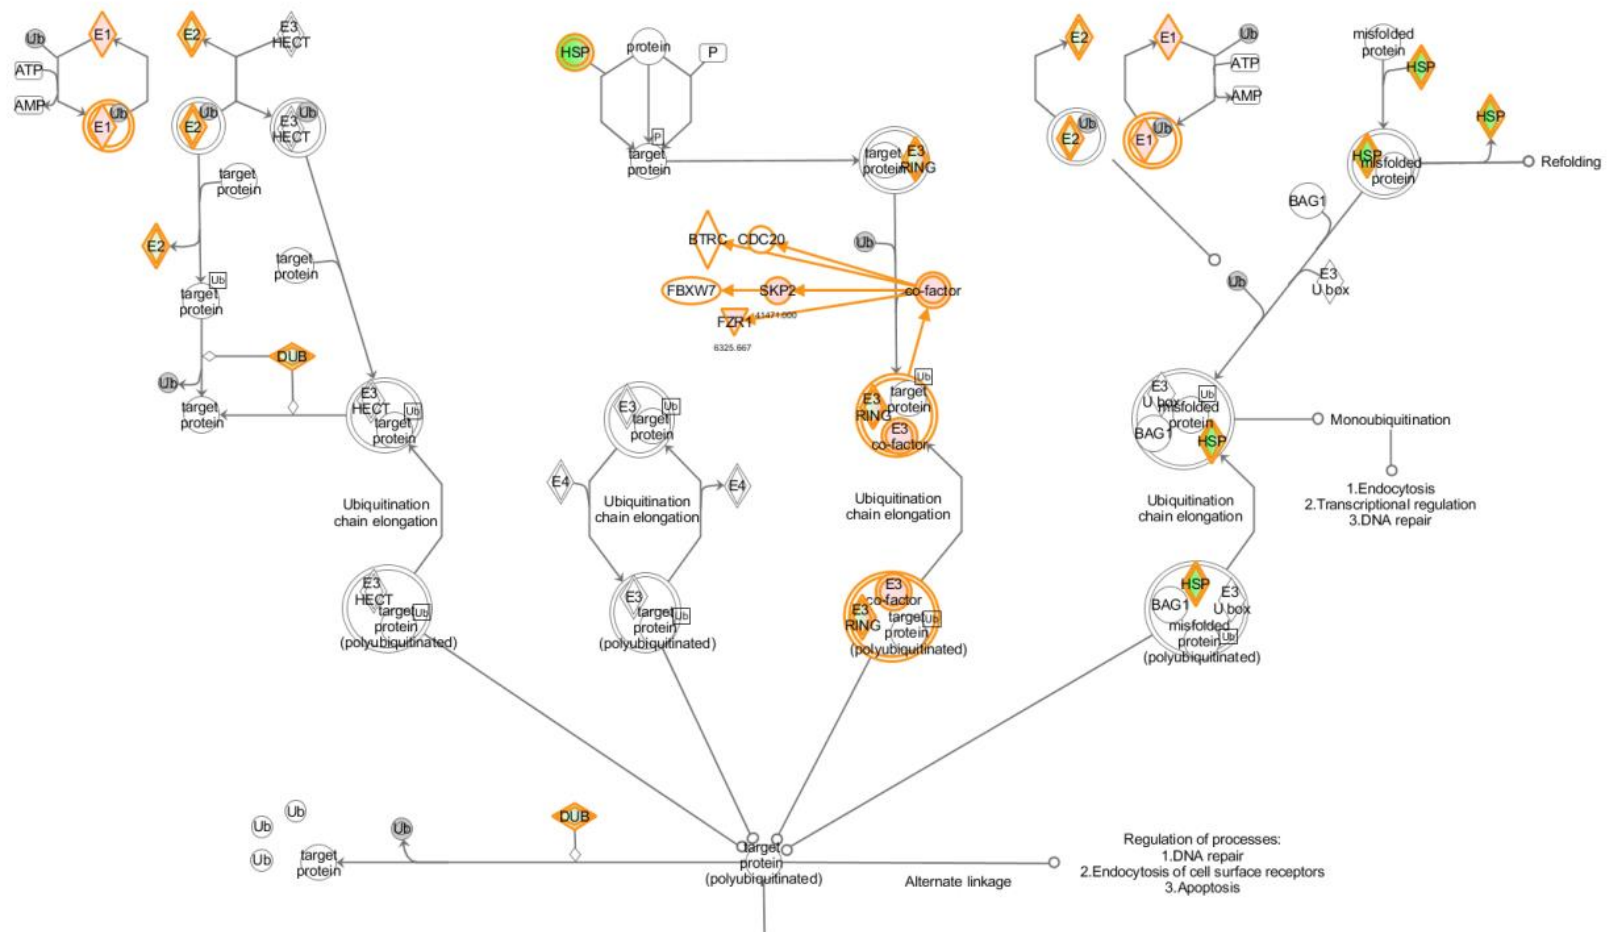 Ub
E1
E2
E3
HECT
ATP
AMP
E1
Ub
E2
Ub
E3
HECT
Ub
target
protein
E2
target
protein
Ub
target
protein
DUB
Ub
target
protein
E3
HECT
Ub
target
protein
Ubiquitination
chain elongation
E3
HECT
target
protein
Ub
(polyubiquitinated)
HSP
protein
P
P
target
protein
target
protein
E3
RING
Ub
BTRC
CDC20
FBXW7
SKP2
co-factor
FZR1
41471.000
6325.667
E3
Ub
target
protein
E4
E4
Ubiquitination
chain elongation
E3
target
protein
Ub
(polyubiquitinated)
Ub
target
protein
E3
RING
E3
co-factor
Ubiquitination
chain elongation
E3
co-factor
E3
RING
target
protein
Ub
(polyubiquitinated)
E2
E1
Ub
ATP
AMP
E2
Ub
E1
Ub
misfolded
protein
HSP
HSP
HSP
misfolded
protein
Refolding
BAG1
E3
U box
Ub
E3
U box
Ub
misfolded
protein
BAG1
HSP
Monoubiquitination
1.Endocytosis
2.Transcriptional regulation
3.DNA repair
Ubiquitination
chain elongation
HSP
BAG1
E3
U box
misfolded
protein
Ub
(polyubiquitinated)
Ub
Ub
Ub
target
protein
Ub
DUB
target
protein
(polyubiquitinated)
Alternate linkage
Regulation of processes:
1.DNA repair
2.Endocytosis of cell surface receptors
3.Apoptosis